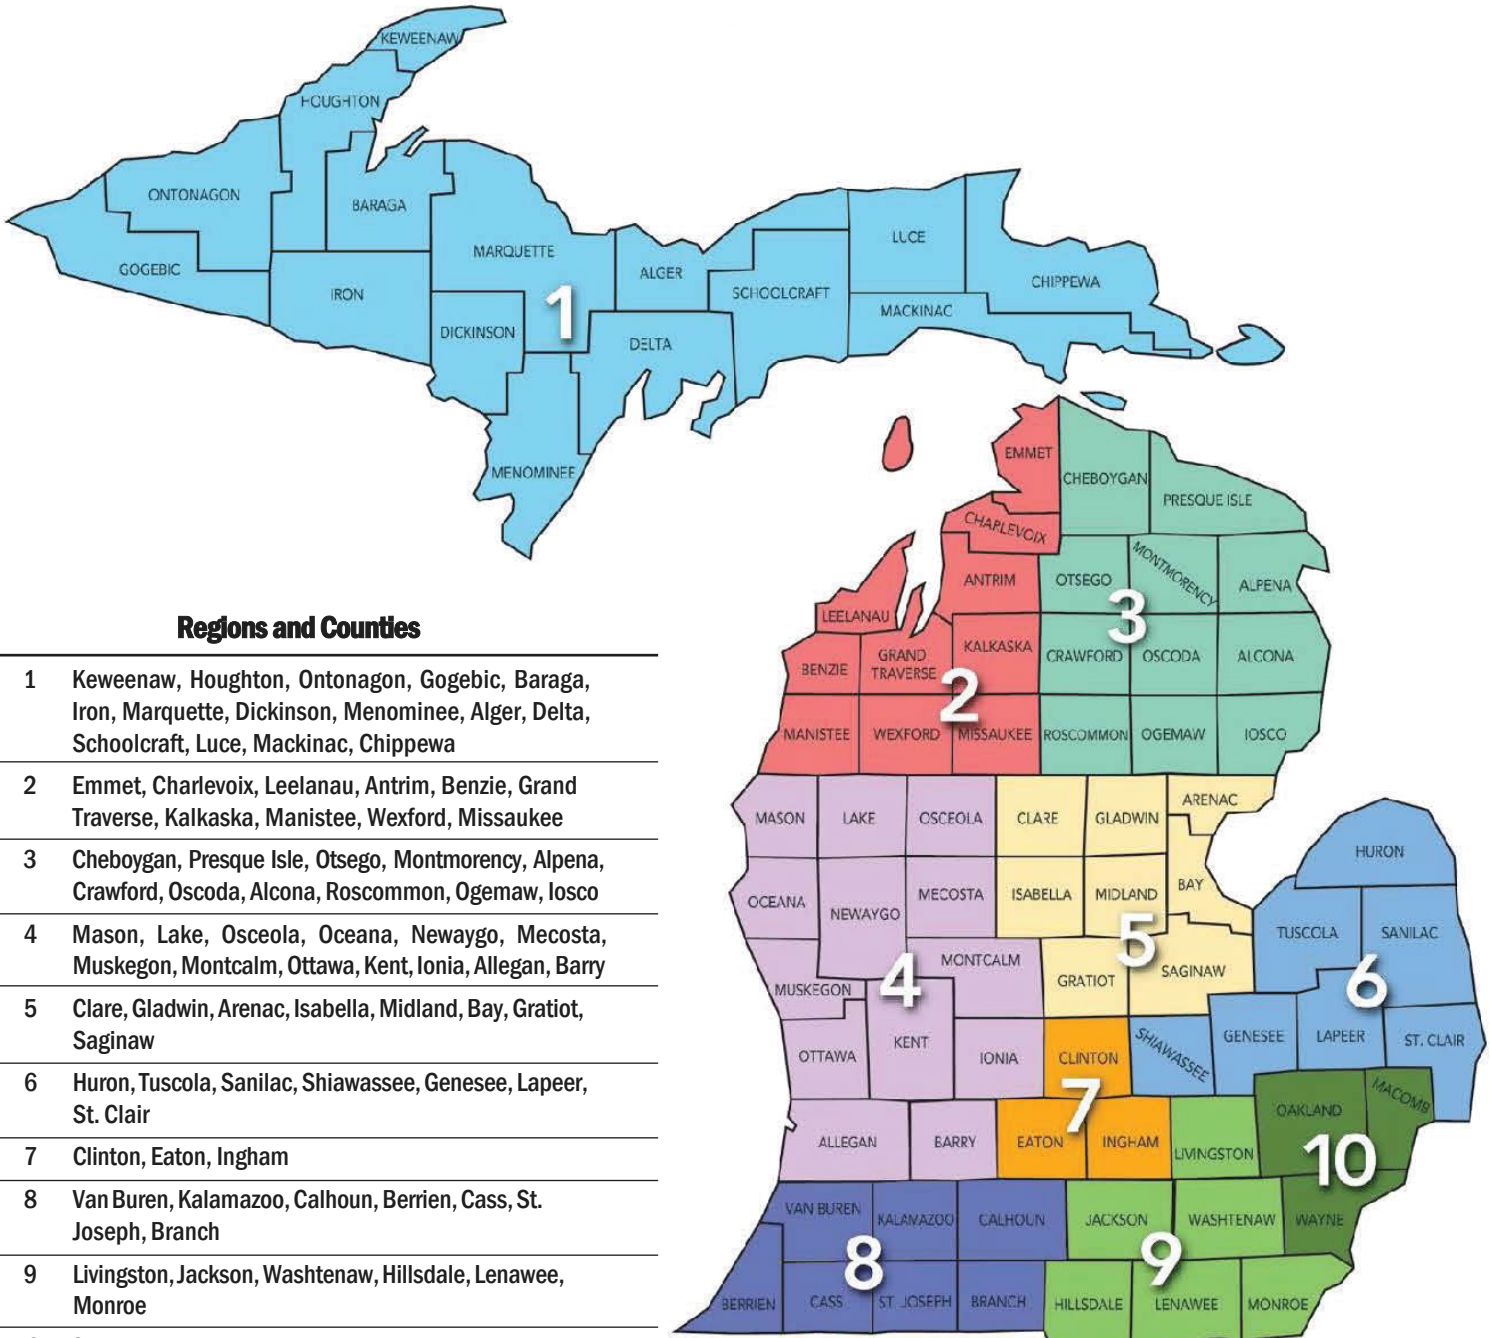 KEWEENAW
HOUGHTON
ONTONAGON
BARAGA
GOGEBIC
IRON
MARQUETTE
DICKINSON
1
ALGER
DELTA
SCHOOLCRAFT
LUCE
MACKINAC
CHIPPEWA
MENOMINEE
EMMET
CHEBOYGAN
PRESQUE ISLE
CHARLEVOIX
ANTRIM
OTSEGO
MONTMORENCY
ALPENA
3
LEELANAU
BENZIE
GRAND
TRAVERSE
KALKASKA
CRAWFORD
OSCODA
ALCONA
2
MANISTEE
WEXFORD
MISSAUKEE
ROSCOMMON
OGEMAW
IOSCO
MASON
LAKE
OSCEOLA
CLARE
GLADWIN
ARENAC
HURON
OCEANA
NEWAYGO
MECOSTA
ISABELLA
MIDLAND
BAY
5
TUSCOLA
SANILAC
MONTCALM
GRATIOT
SAGINAW
MUSKEGON
4
6
OTTAWA
KENT
IONIA
CLINTON
SHIAWASSEE
GENESEE
LAPEER
ST. CLAIR
7
ALLEGAN
BARRY
EATON
INGHAM
LIVINGSTON
OAKLAND
MACOMB
10
VAN BUREN
KALAMAZOO
CALHOUN
JACKSON
WASHTENAW
WAYNE
8
9
BERRIEN
CASS
ST. JOSEPH
BRANCH
HILLSDALE
LENAWEE
MONROE
Regions and Counties
1 Keweenaw, Houghton, Ontonagon, Gogebic, Baraga,
Iron, Marquette, Dickinson, Menominee, Alger, Delta,
Schoolcraft, Luce, Mackinac, Chippewa
2 Emmet, Charlevoix, Leelanau, Antrim, Benzie, Grand
Traverse, Kalkaska, Manistee, Wexford, Missaukee
3 Cheboygan, Presque Isle, Otsego, Montmorency, Alpena,
Crawford, Oscoda, Alcona, Roscommon, Ogemaw, Iosco
4 Mason, Lake, Osceola, Oceana, Newaygo, Mecosta,
Muskegon, Montcalm, Ottawa, Kent, Ionia, Allegan, Barry
5 Clare, Gladwin, Arenac, Isabella, Midland, Bay, Gratiot,
Saginaw
6 Huron, Tuscola, Sanilac, Shiawassee, Genesee, Lapeer,
St. Clair
7 Clinton, Eaton, Ingham
8 Van Buren, Kalamazoo, Calhoun, Berrien, Cass, St.
Joseph, Branch
9 Livingston, Jackson, Washtenaw, Hillsdale, Lenawee,
Monroe